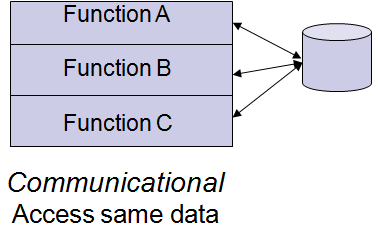 Function A
Function B
Function C
Communicational
Access same data